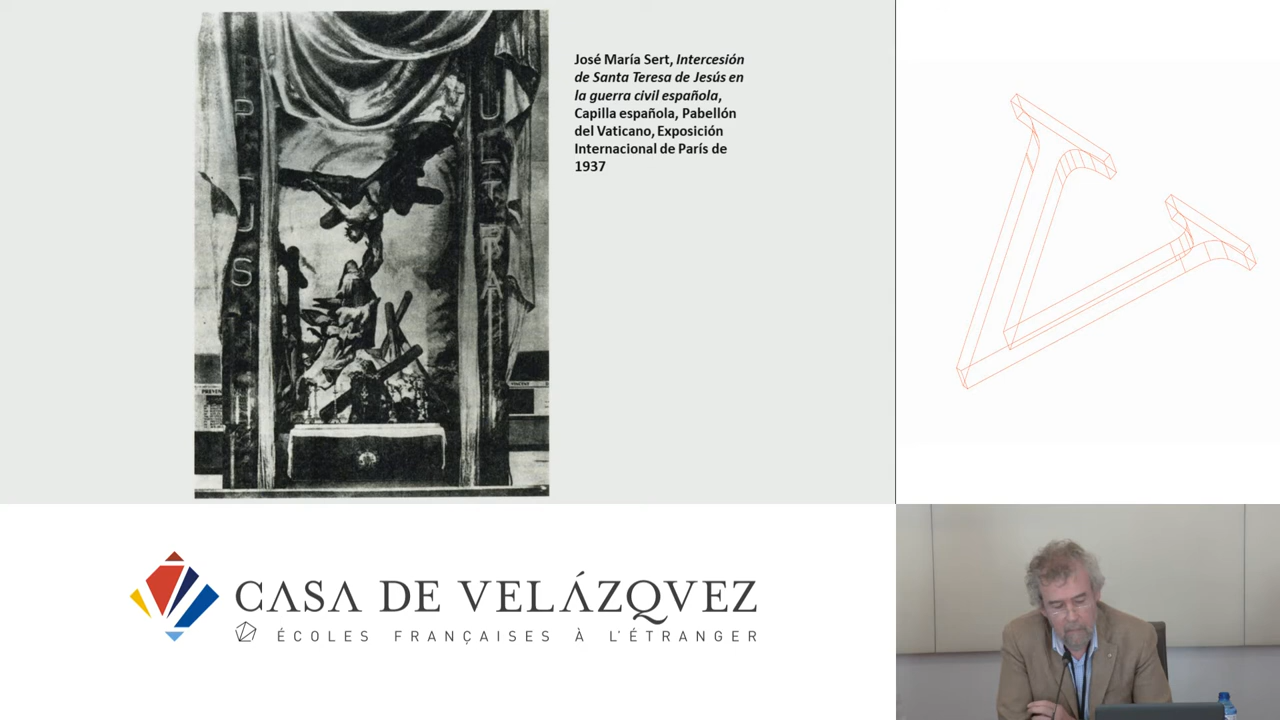 José María Sert, Intercesión
de Santa Teresa de Jesús en
la guerra civil española,
Capilla española, Pabellón
del Vaticano, Exposición
Internacional de París de
1937
PLUS
ULTRA
CASA DE VELÁZQVEZ
ÉCOLES FRANÇAISES À L'ÉTRANGER